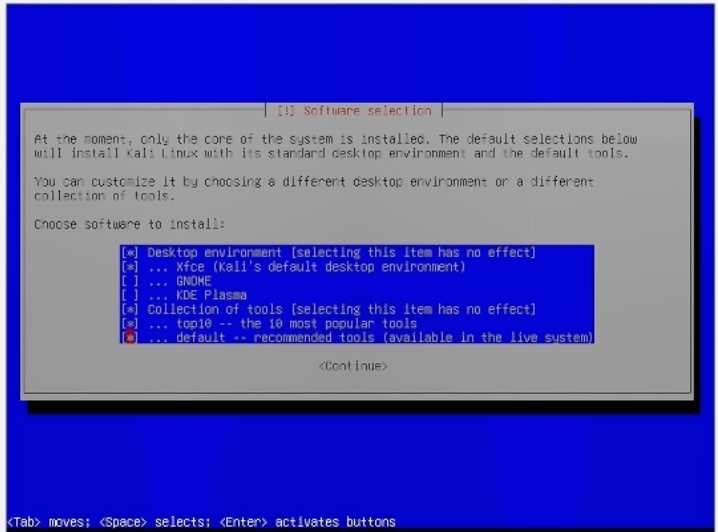 [!] Software selection
At the moment, only the core of the system is installed. The default selections below
will install Kali Linux with its standard desktop environment and the default tools.
You can customize it by choosing a different desktop environment or a different
collection of tools.
Choose software to install:
[*] Desktop environment [selecting this item has no effect]
[*] ... Xfce (Kali's default desktop environment)
[ ] ... GNOME
[ ] ... KDE Plasma
[*] Collection of tools [selecting this item has no effect]
[*] ... top10 -- the 10 most popular tools
[*] ... default -- recommended tools (available in the live system)
<Continue>
<Tab> moves; <Space> selects; <Enter> activates buttons